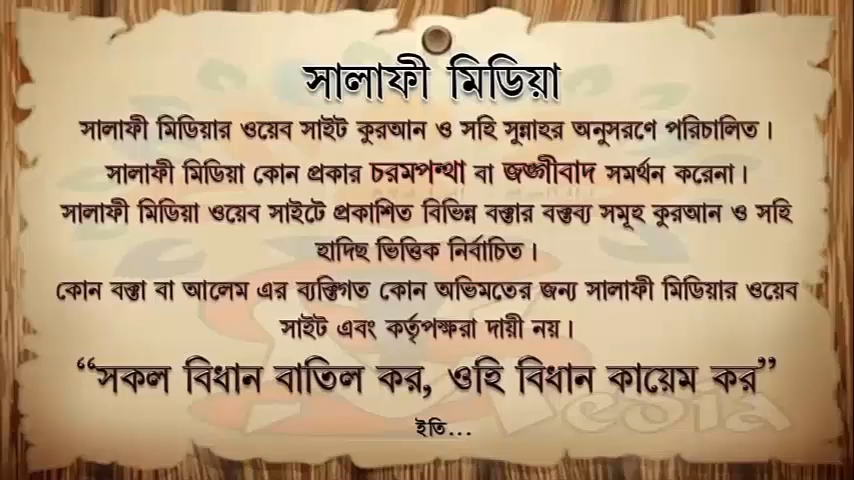 সালাফী মিডিয়া
সালাফী মিডিয়ার ওয়েব সাইট কুরআন ও সহি সুন্নাহর অনুসরণে পরিচালিত।
সালাফী মিডিয়া কোন প্রকার চরমপন্থা বা জঙ্গীবাদ সমর্থন করেনা।
সালাফী মিডিয়া ওয়েব সাইটে প্রকাশিত বিভিন্ন বক্তার বক্তব্য সমূহ কুরআন ও সহি
হাদিছ ভিত্তিক নির্বাচিত।
কোন বক্তা বা আলেম এর ব্যক্তিগত কোন অভিমতের জন্য সালাফী মিডিয়ার ওয়েব
সাইট এবং কর্তৃপক্ষরা দায়ী নয়।
“সকল বিধান বাতিল কর, ওহি বিধান কায়েম কর”
edia
ইতি...